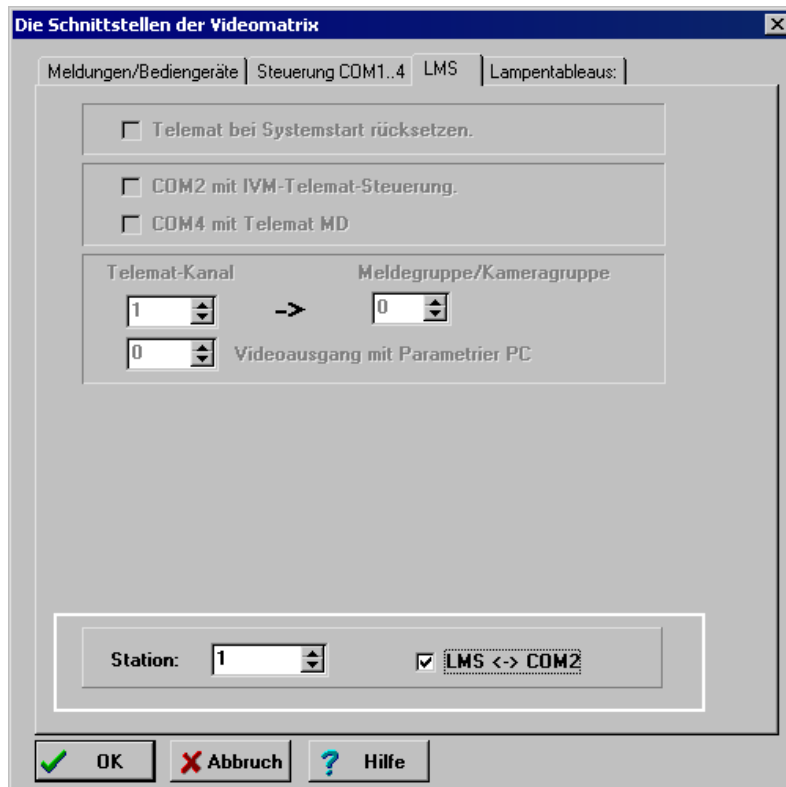 Die Schnittstellen der Videomatrix
Meldungen/Bediengeräte Steuerung COM1..4 LMS Lampentableaus:
Telemat bei Systemstart rücksetzen.
COM2 mit IVM-Telemat-Steuerung.
COM4 mit Telemat MD
Telemat-Kanal Meldegruppe/Kameragruppe
1 -> 0
0 Videoausgang mit Parametrier PC
Station: 1 LMS <-> COM2
OK Abbruch ? Hilfe